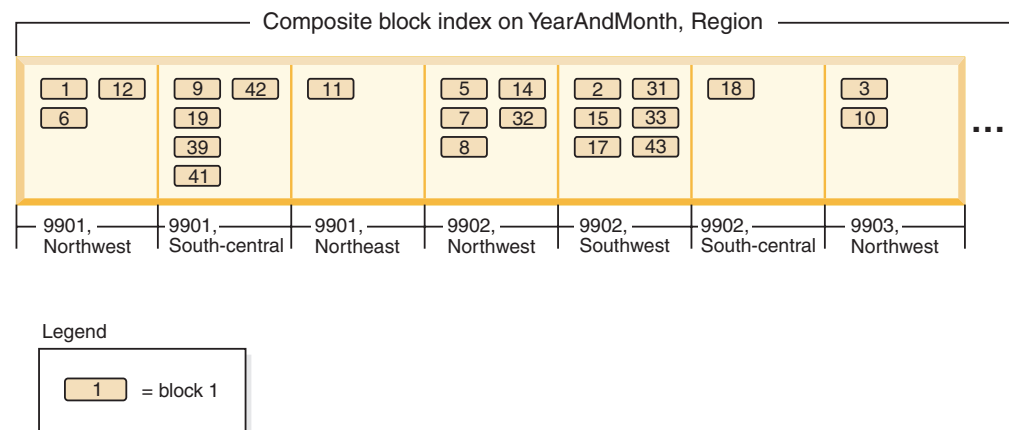 Composite block index on YearAndMonth, Region
1 12 9 42 11 5 14 2 31 18 3
6 19 7 32 15 33 10 ...
39 8 17 43
41
9901, 9901, 9901, 9902, 9902, 9902, 9903,
Northwest South-central Northeast Northwest Southwest South-central Northwest
Legend
1 = block 1